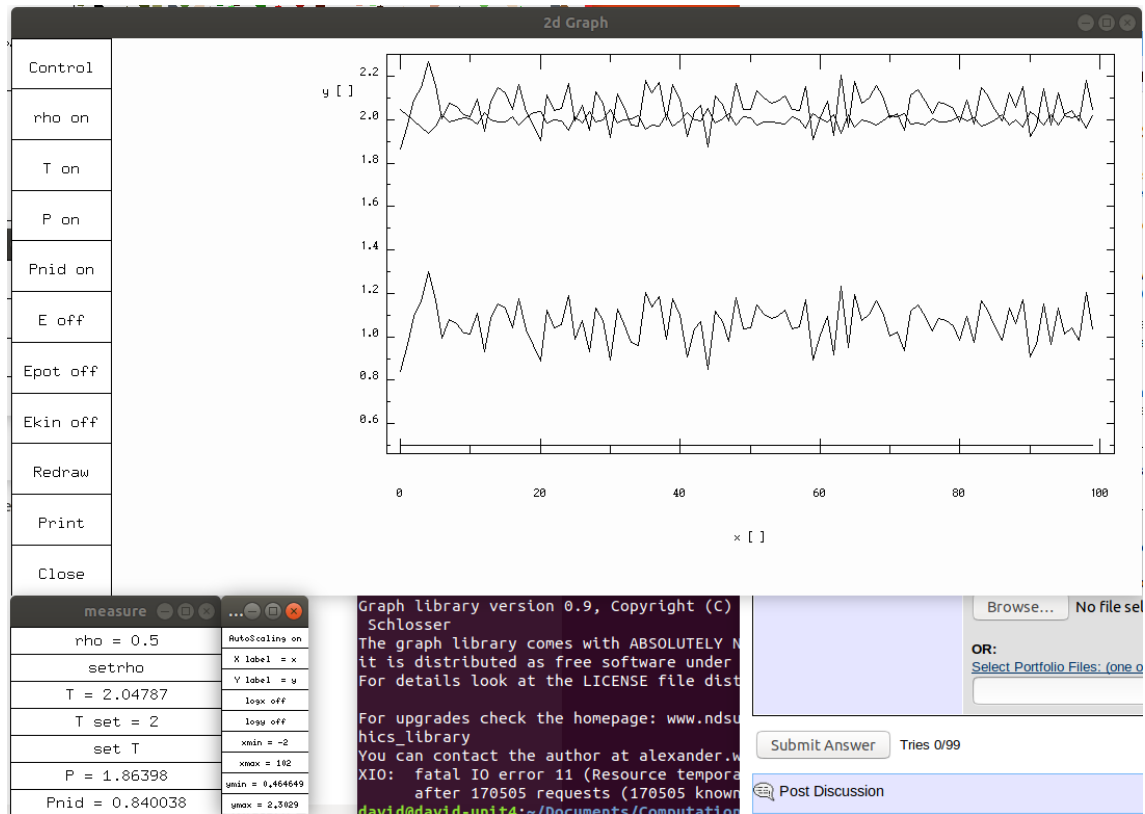 2d Graph
Control
rho on
T on
P on
Pnid on
E off
Epot off
Ekin off
Redraw
Print
Close
y [ ]
2.2
2.0
1.8
1.6
1.4
1.2
1.0
0.8
0.6
0
20
40
60
80
100
x [ ]
measure
rho = 0.5
setrho
T = 2.04787
T set = 2
set T
P = 1.86398
Pnid = 0.840038
...
AutoScaling on
X label = x
Y label = y
logx off
logy off
xmin = -2
xmax = 102
ymin = 0.464649
ymax = 2.3029
Graph library version 0.9, Copyright (C)
Schlosser
The graph library comes with ABSOLUTELY N
it is distributed as free software under
For details look at the LICENSE file dist
For upgrades check the homepage: www.ndsu
hics_library
You can contact the author at alexander.w
XIO: fatal IO error 11 (Resource tempora
after 170505 requests (170505 known
david@david-unit4:~/Documents/Computation
Browse... No file sel
OR:
Select Portfolio Files: (one o
Submit Answer Tries 0/99
Post Discussion